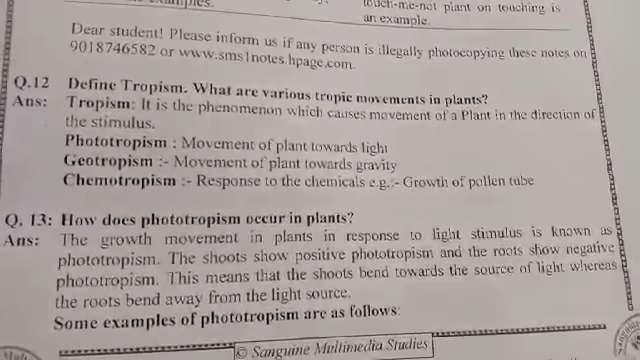 examples.
touch-me-not plant on touching is
an example.
Dear student! Please inform us if any person is illegally photocopying these notes on
9018746582 or www.sms1notes.hpage.com.
Q.12 Define Tropism. What are various tropic movements in plants?
Ans: Tropism: It is the phenomenon which causes movement of a Plant in the direction of
the stimulus.
Phototropism : Movement of plant towards light
Geotropism :- Movement of plant towards gravity
Chemotropism :- Response to the chemicals e.g.:- Growth of pollen tube
Q. 13: How does phototropism occur in plants?
Ans: The growth movement in plants in response to light stimulus is known as
phototropism. The shoots show positive phototropism and the roots show negative
phototropism. This means that the shoots bend towards the source of light whereas
the roots bend away from the light source.
Some examples of phototropism are as follows:
© Sanguine Multimedia Studies